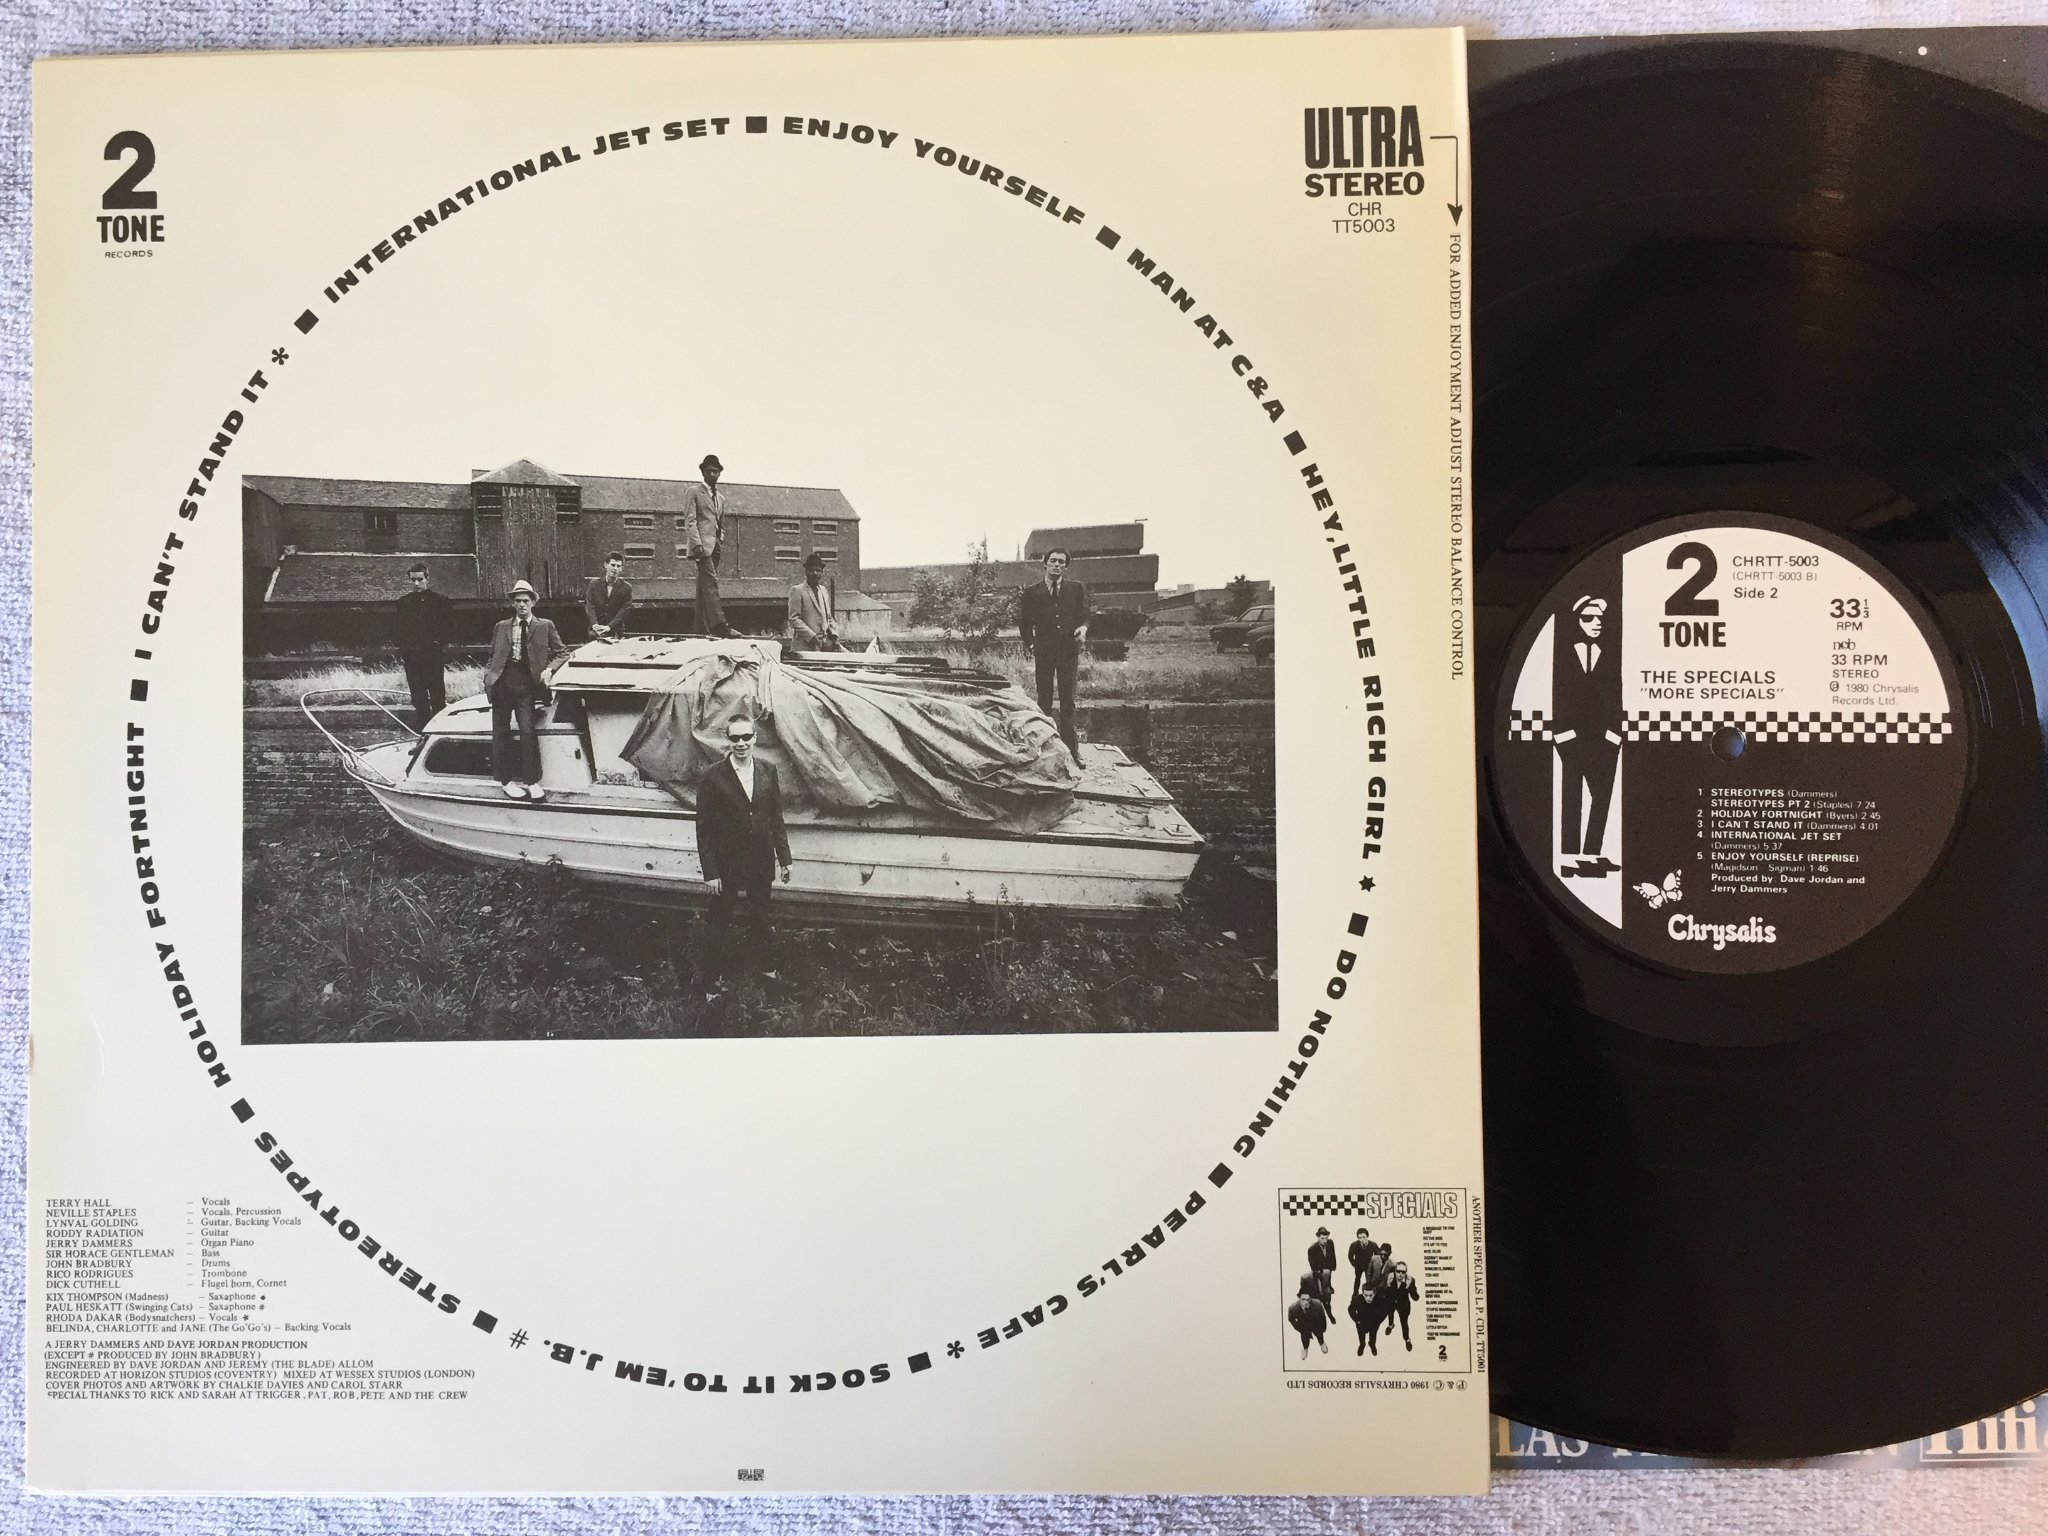 2
TONE
RECORDS
INTERNATIONAL JET SET ■ ENJOY YOURSELF ■ MAN AT C&A ■ HEY, LITTLE RICH GIRL ★ ■ DO NOTHING ■ PEARL'S CAFE * ■ SOCK IT TO 'EM J.B. # ■ STEREOTYPES ■ HOLIDAY FORTNIGHT ■ I CAN'T STAND IT * ■
ULTRA
STEREO
CHR
TT5003
FOR ADDED ENJOYMENT ADJUST STEREO BALANCE CONTROL
TERRY HALL – Vocals
NEVILLE STAPLES – Vocals, Percussion
LYNVAL GOLDING – Guitar, Backing Vocals
RODDY RADIATION – Guitar
JERRY DAMMERS – Organ Piano
SIR HORACE GENTLEMAN – Bass
JOHN BRADBURY – Drums
RICO RODRIGUES – Trombone
DICK CUTHELL – Flugel horn, Cornet
KIX THOMPSON (Madness) – Saxophone ★
PAUL HESKATT (Swinging Cats) – Saxophone #
RHODA DAKAR (Bodysnatchers) – Vocals *
BELINDA, CHARLOTTE and JANE (The Go'Go's) – Backing Vocals
A JERRY DAMMERS AND DAVE JORDAN PRODUCTION
(EXCEPT # PRODUCED BY JOHN BRADBURY)
ENGINEERED BY DAVE JORDAN AND JEREMY (THE BLADE) ALLOM
RECORDED AT HORIZON STUDIOS (COVENTRY) MIXED AT WESSEX STUDIOS (LONDON)
COVER PHOTOS AND ARTWORK BY CHALKIE DAVIES AND CAROL STARR
SPECIAL THANKS TO RICK AND SARAH AT TRIGGER, PAT, ROB, PETE AND THE CREW
SPECIALS
2
ANOTHER SPECIALS L.P. CDL TT5001
℗ & © 1980 CHRYSALIS RECORDS LTD
2
TONE
CHRTT-5003
(CHRTT-5003 B)
Side 2
33⅓
RPM
ncb
33 RPM
STEREO
℗ 1980 Chrysalis
Records Ltd.
THE SPECIALS
"MORE SPECIALS"
1. STEREOTYPES (Dammers)
STEREOTYPES PT 2 (Staples) 7.24
2. HOLIDAY FORTNIGHT (Byers) 2.45
3. I CAN'T STAND IT (Dammers) 4.01
4. INTERNATIONAL JET SET
(Dammers) 5.37
5. ENJOY YOURSELF (REPRISE)
(Magidson - Sigman) 1.46
Produced by: Dave Jordan and
Jerry Dammers
Chrysalis